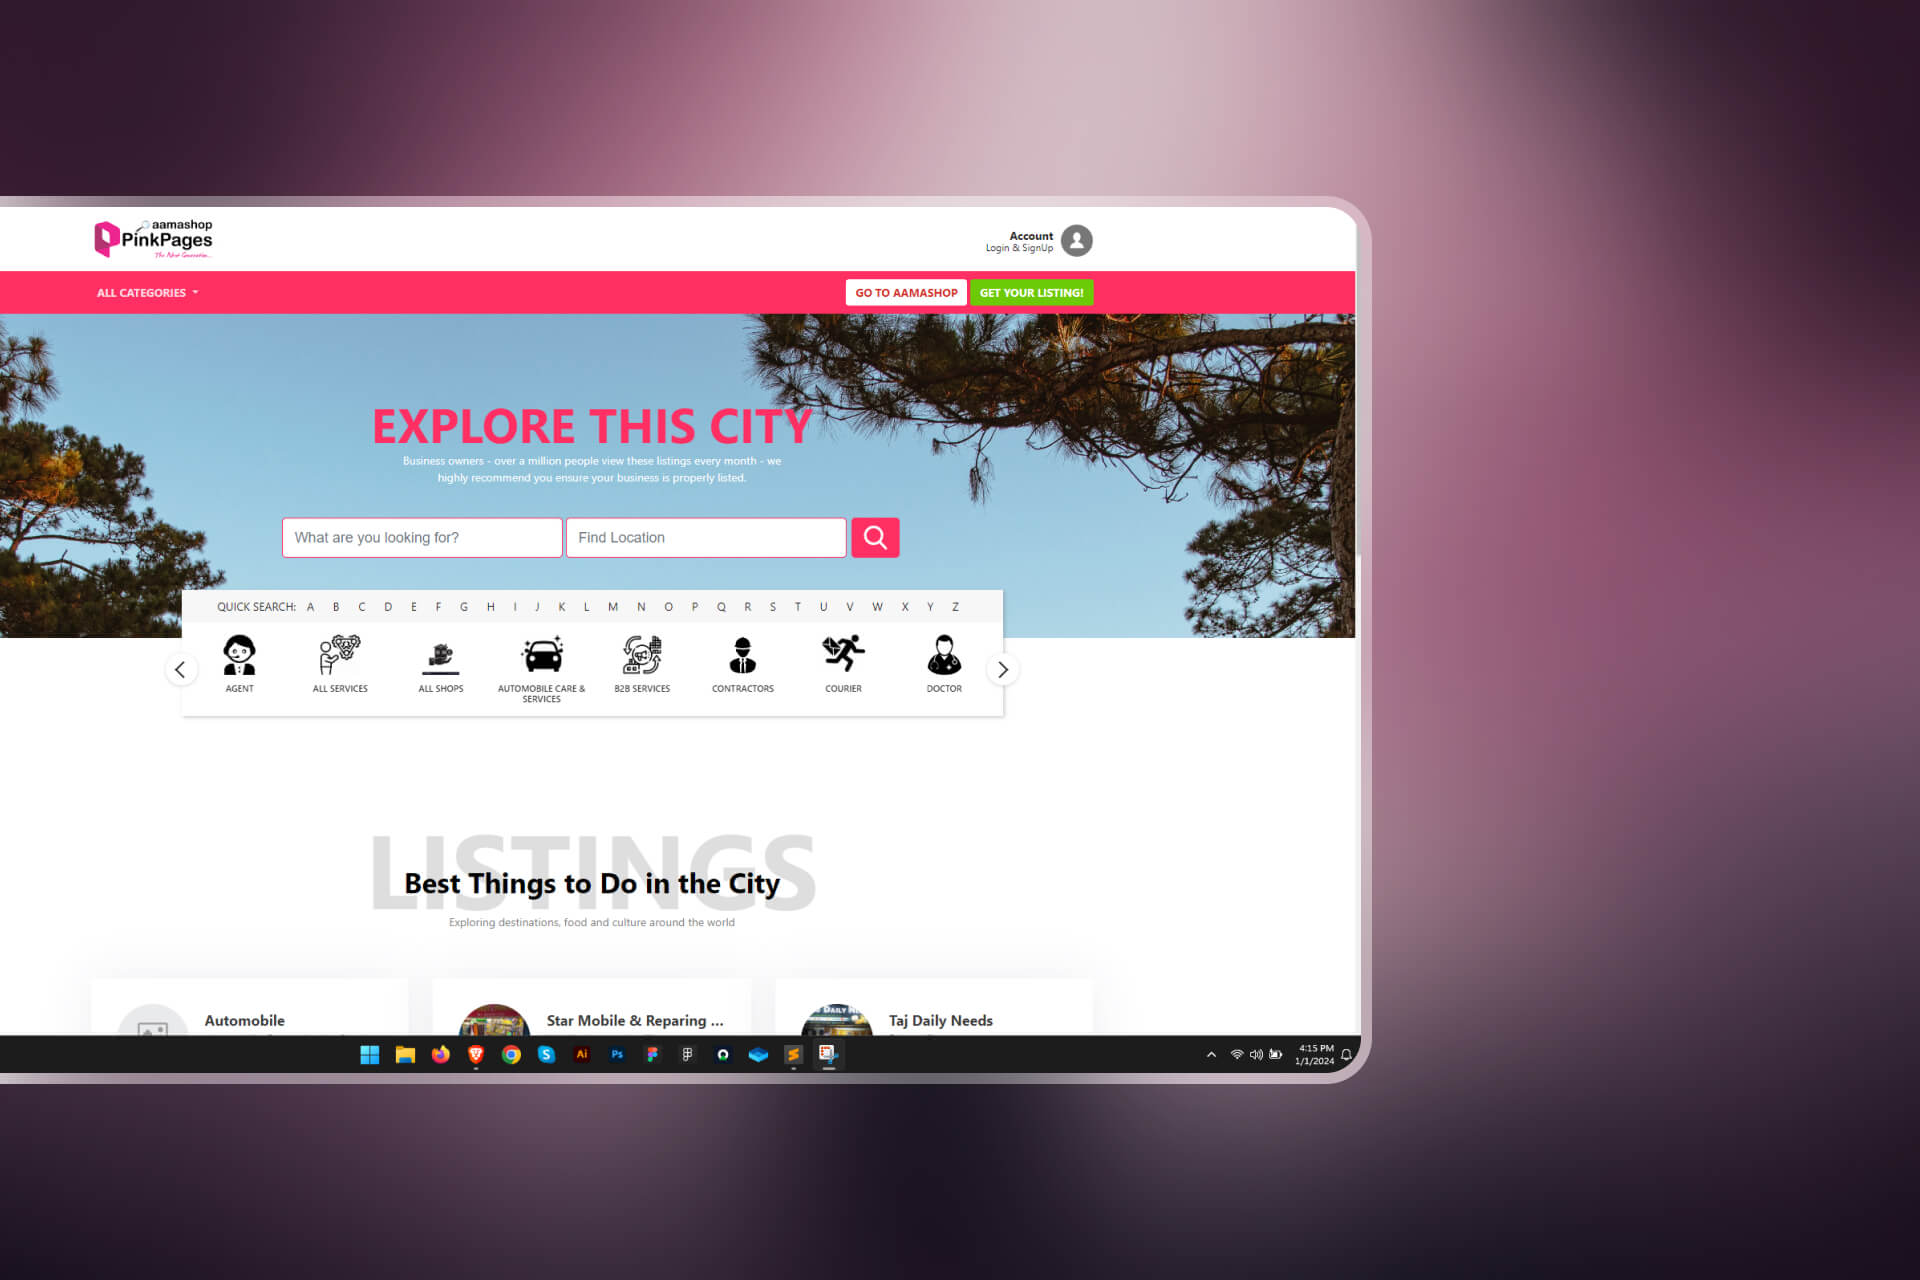 aamashop
PinkPages
The Next Generation...
Account
Login & SignUp
ALL CATEGORIES
GO TO AAMASHOP
GET YOUR LISTING!
EXPLORE THIS CITY
Business owners - over a million people view these listings every month - we
highly recommend you ensure your business is properly listed.
What are you looking for?
Find Location
QUICK SEARCH: A B C D E F G H I J K L M N O P Q R S T U V W X Y Z
AGENT
ALL SERVICES
ALL SHOPS
AUTOMOBILE CARE &
SERVICES
B2B SERVICES
CONTRACTORS
COURIER
DOCTOR
LISTINGS
Best Things to Do in the City
Exploring destinations, food and culture around the world
Automobile
Star Mobile & Reparing ...
DAILY
Taj Daily Needs
Ai
Ps
4:15 PM
1/1/2024